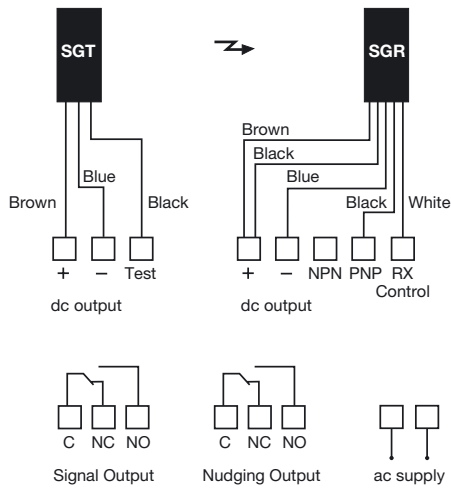 SGT
SGR
Brown
Black
Blue
Blue
Brown
Black
Black
White
+ − Test
+ − NPN PNP RX
Control
dc output
dc output
C NC NO
C NC NO
Signal Output
Nudging Output
ac supply